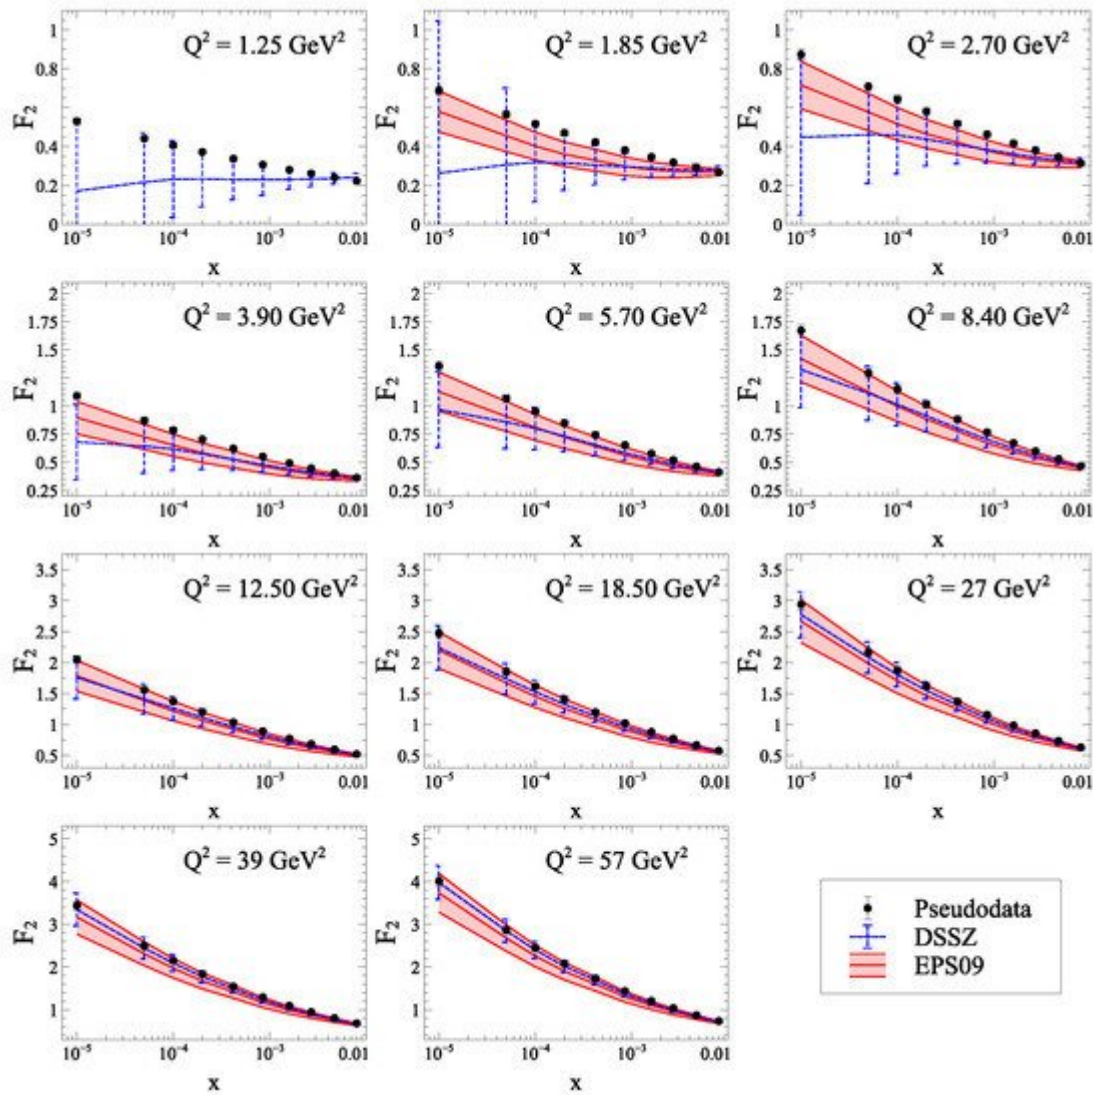 Q² = 1.25 GeV²
Q² = 1.85 GeV²
Q² = 2.70 GeV²
1
0.8
0.6
0.4
0.2
0
F₂
10⁻⁵ 10⁻⁴ 10⁻³ 0.01
x
1
0.8
0.6
0.4
0.2
0
F₂
10⁻⁵ 10⁻⁴ 10⁻³ 0.01
x
1
0.8
0.6
0.4
0.2
0
F₂
10⁻⁵ 10⁻⁴ 10⁻³ 0.01
x
Q² = 3.90 GeV²
Q² = 5.70 GeV²
Q² = 8.40 GeV²
2
1.75
1.5
1
0.75
0.5
0.25
F₂
10⁻⁵ 10⁻⁴ 10⁻³ 0.01
x
2
1.75
1.5
1
0.75
0.5
0.25
F₂
10⁻⁵ 10⁻⁴ 10⁻³ 0.01
x
2
1.75
1.5
1
0.75
0.5
0.25
F₂
10⁻⁵ 10⁻⁴ 10⁻³ 0.01
x
Q² = 12.50 GeV²
Q² = 18.50 GeV²
Q² = 27 GeV²
3.5
3
2.5
2
1.5
1
0.5
F₂
10⁻⁵ 10⁻⁴ 10⁻³ 0.01
x
3.5
3
2.5
2
1.5
1
0.5
F₂
10⁻⁵ 10⁻⁴ 10⁻³ 0.01
x
3.5
3
2.5
2
1.5
1
0.5
F₂
10⁻⁵ 10⁻⁴ 10⁻³ 0.01
x
Q² = 39 GeV²
Q² = 57 GeV²
5
4
3
2
1
F₂
10⁻⁵ 10⁻⁴ 10⁻³ 0.01
x
5
4
3
2
1
F₂
10⁻⁵ 10⁻⁴ 10⁻³ 0.01
x
Pseudodata
DSSZ
EPS09